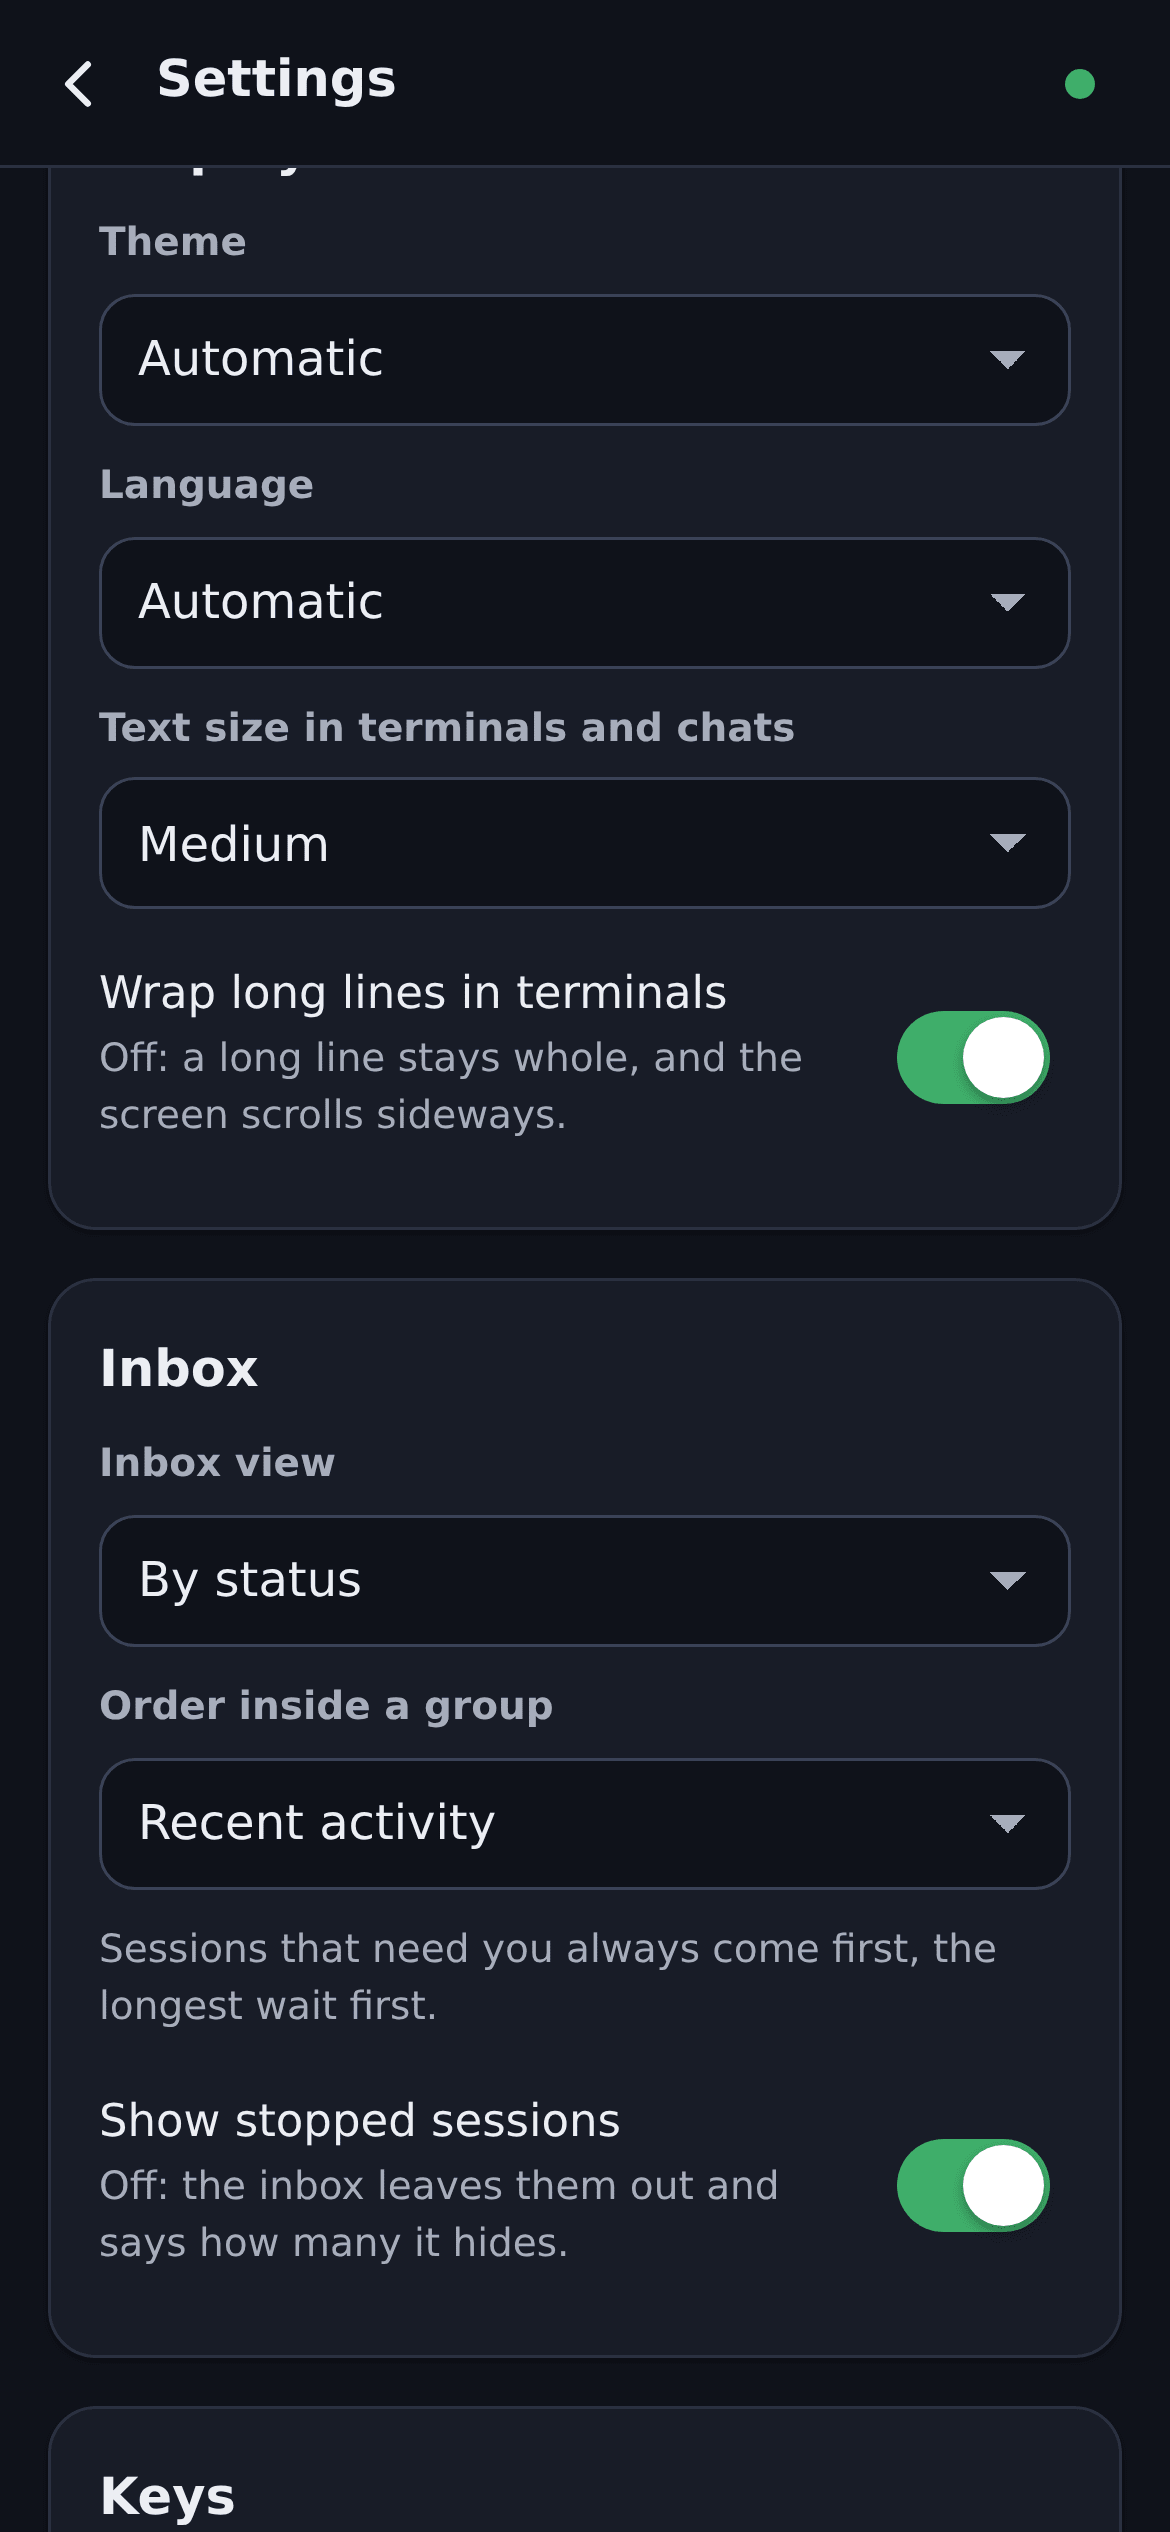 Settings
Theme
Automatic
Language
Automatic
Text size in terminals and chats
Medium
Wrap long lines in terminals
Off: a long line stays whole, and the
screen scrolls sideways.
Inbox
Inbox view
By status
Order inside a group
Recent activity
Sessions that need you always come first, the
longest wait first.
Show stopped sessions
Off: the inbox leaves them out and
says how many it hides.
Keys